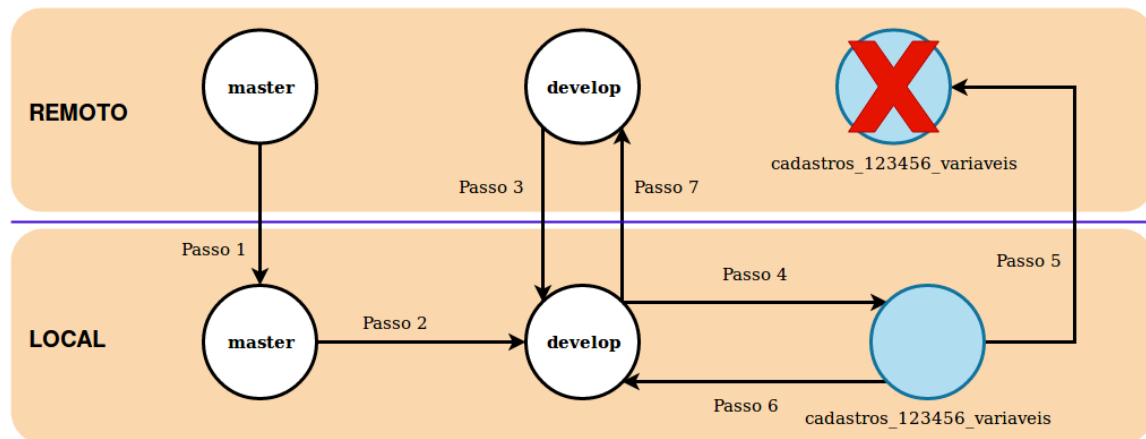 master
develop
REMOTO
cadastros_123456_variaveis
Passo 3
Passo 7
Passo 1
Passo 4
Passo 5
Passo 2
LOCAL
master
develop
Passo 6
cadastros_123456_variaveis